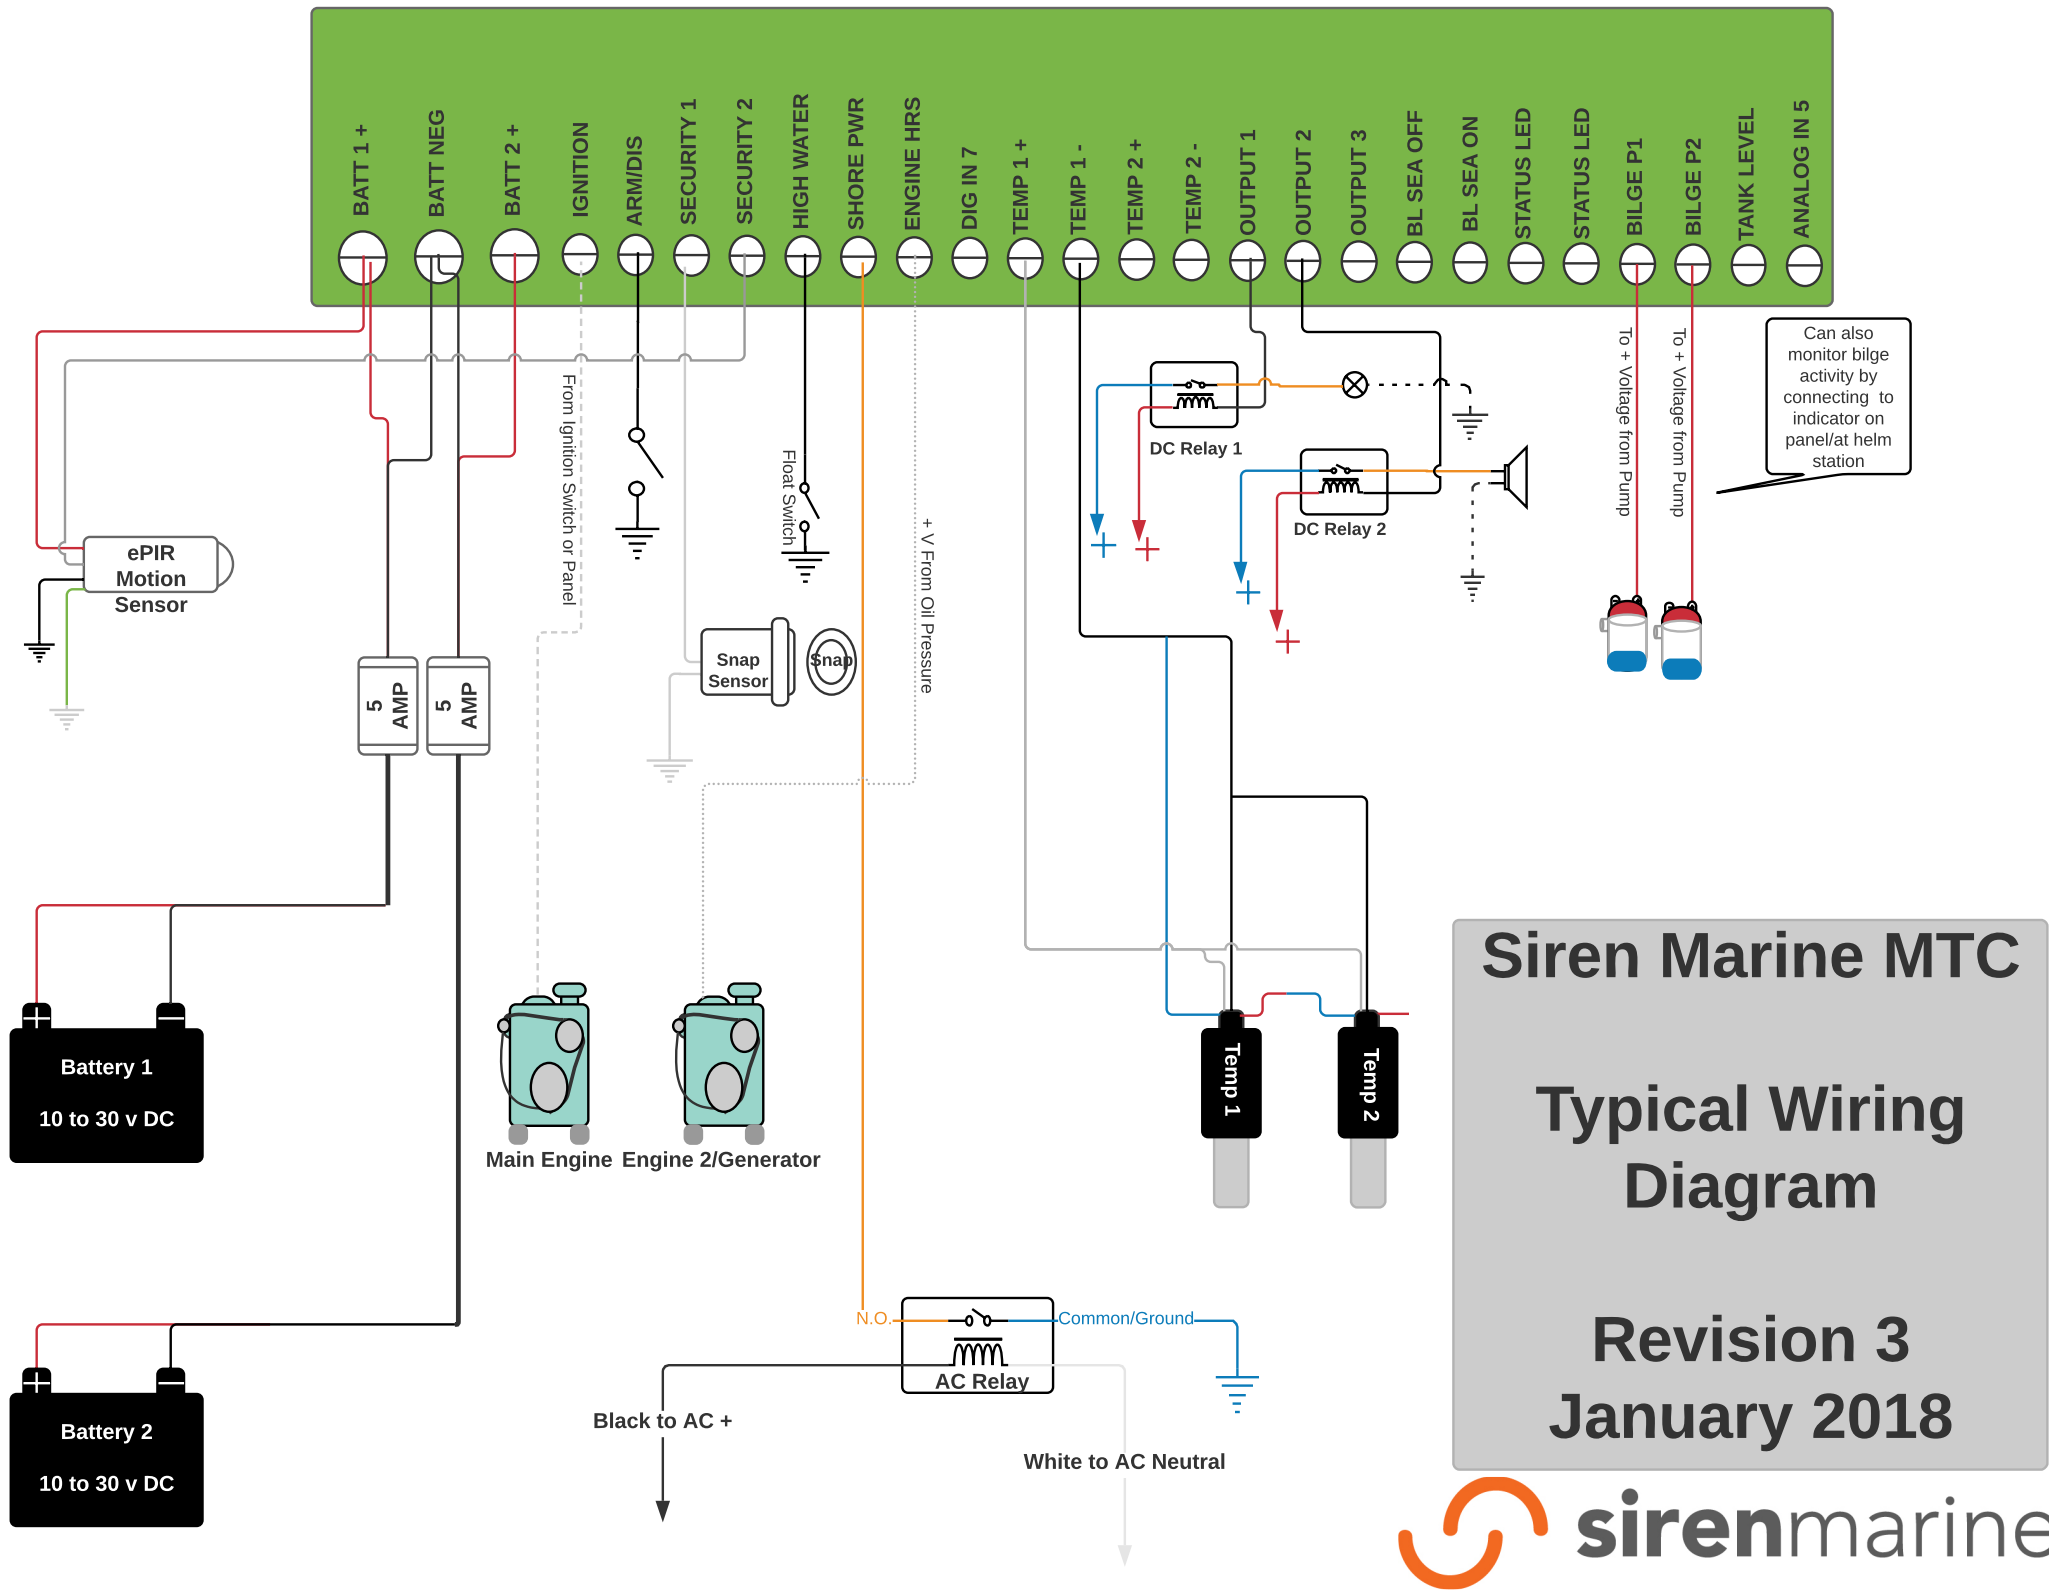 BATT 1 +
BATT NEG
BATT 2 +
IGNITION
ARM/DIS
SECURITY 1
SECURITY 2
HIGH WATER
SHORE PWR
ENGINE HRS
DIG IN 7
TEMP 1 +
TEMP 1 -
TEMP 2 +
TEMP 2 -
OUTPUT 1
OUTPUT 2
OUTPUT 3
BL SEA OFF
BL SEA ON
STATUS LED
STATUS LED
BILGE P1
BILGE P2
TANK LEVEL
ANALOG IN 5
Can also
monitor bilge
activity by
connecting to
indicator on
panel/at helm
station
To + Voltage from Pump
To + Voltage from Pump
From Ignition Switch or Panel
Float Switch
+ V From Oil Pressure
DC Relay 1
DC Relay 2
ePIR
Motion
Sensor
Snap
Sensor
Snap
5
AMP
5
AMP
Battery 1
10 to 30 v DC
Main Engine
Engine 2/Generator
Temp 1
Temp 2
N.O.
Common/Ground
AC Relay
Black to AC +
White to AC Neutral
Battery 2
10 to 30 v DC
Siren Marine MTC
Typical Wiring
Diagram
Revision 3
January 2018
sirenmarine